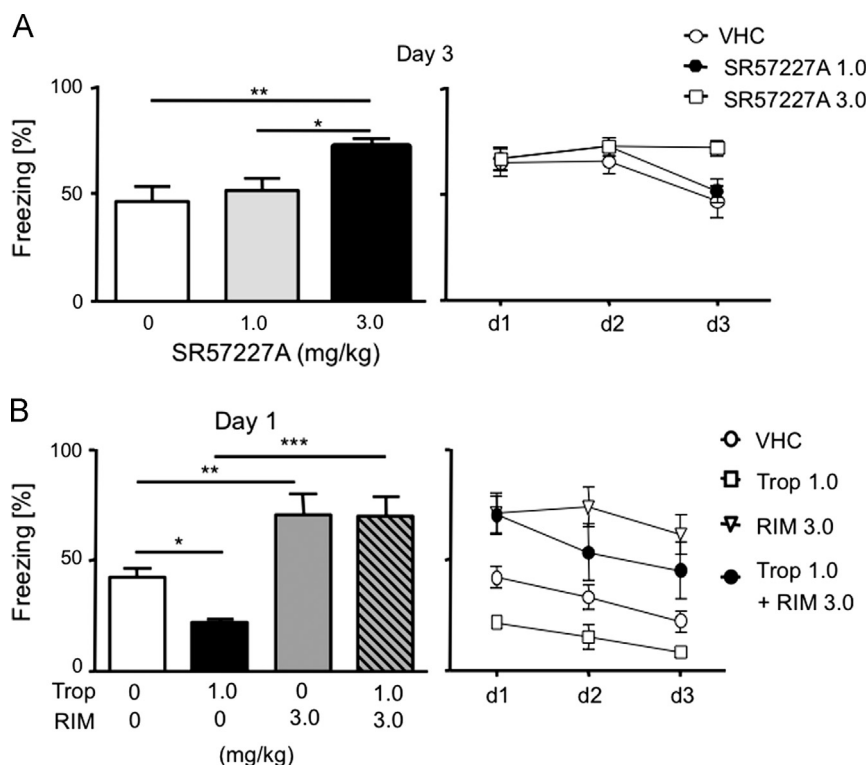 A
Day 3
VHC
SR57227A 1.0
SR57227A 3.0
Freezing [%]
100
50
0
**
*
0 1.0 3.0
SR57227A (mg/kg)
d1 d2 d3
B
Day 1
Freezing [%]
100
50
0
***
**
*
Trop 0 1.0 0 1.0
RIM 0 0 3.0 3.0
(mg/kg)
d1 d2 d3
VHC
Trop 1.0
RIM 3.0
Trop 1.0
+ RIM 3.0